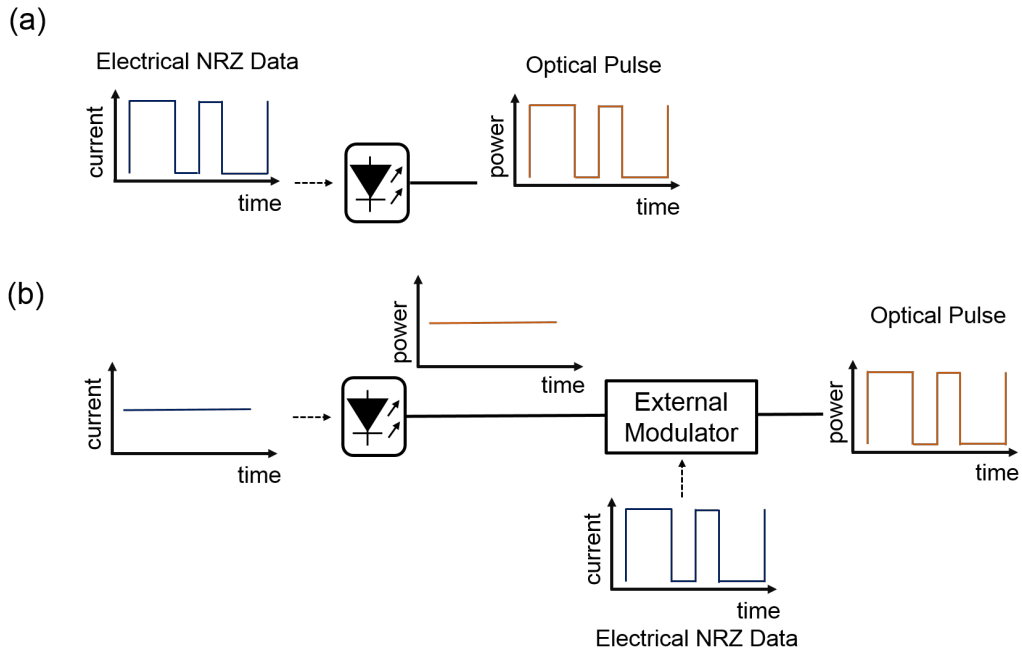 (a)
Electrical NRZ Data
Optical Pulse
current
time
power
time
(b)
power
time
Optical Pulse
current
time
External
Modulator
power
time
current
time
Electrical NRZ Data